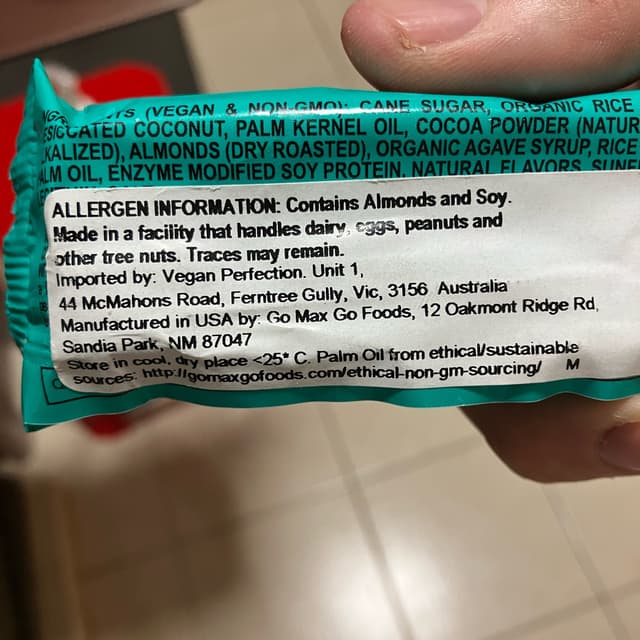 (VEGAN & NON-GMO): CANE SUGAR, ORGANIC RICE
COCONUT, PALM KERNEL OIL, COCOA POWDER (NATUR
KALIZED), ALMONDS (DRY ROASTED), ORGANIC AGAVE SYRUP, RICE
LM OIL, ENZYME MODIFIED SOY PROTEIN, NATURAL FLAVORS, SUNF
ALLERGEN INFORMATION: Contains Almonds and Soy.
Made in a facility that handles dairy, eggs, peanuts and
other tree nuts. Traces may remain.
Imported by: Vegan Perfection. Unit 1,
44 McMahons Road, Ferntree Gully, Vic, 3156 Australia
Manufactured in USA by: Go Max Go Foods, 12 Oakmont Ridge Rd,
Sandia Park, NM 87047
Store in cool, dry place <25* C. Palm Oil from ethical/sustainable
sources: http://gomaxgofoods.com/ethical-non-gm-sourcing/ M